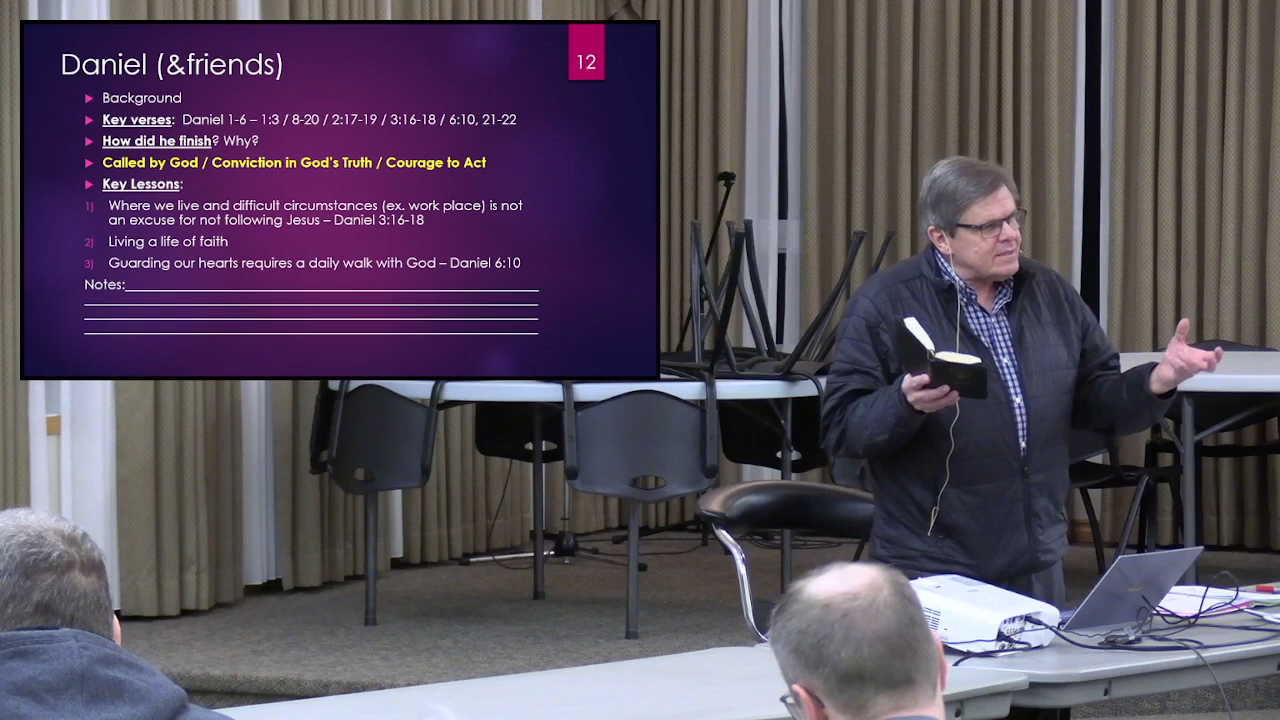 Daniel (&friends)
12
Background
Key verses: Daniel 1-6 – 1:3 / 8-20 / 2:17-19 / 3:16-18 / 6:10, 21-22
How did he finish? Why?
Called by God / Conviction in God's Truth / Courage to Act
Key Lessons:
1) Where we live and difficult circumstances (ex. work place) is not
an excuse for not following Jesus – Daniel 3:16-18
2) Living a life of faith
3) Guarding our hearts requires a daily walk with God – Daniel 6:10
Notes: